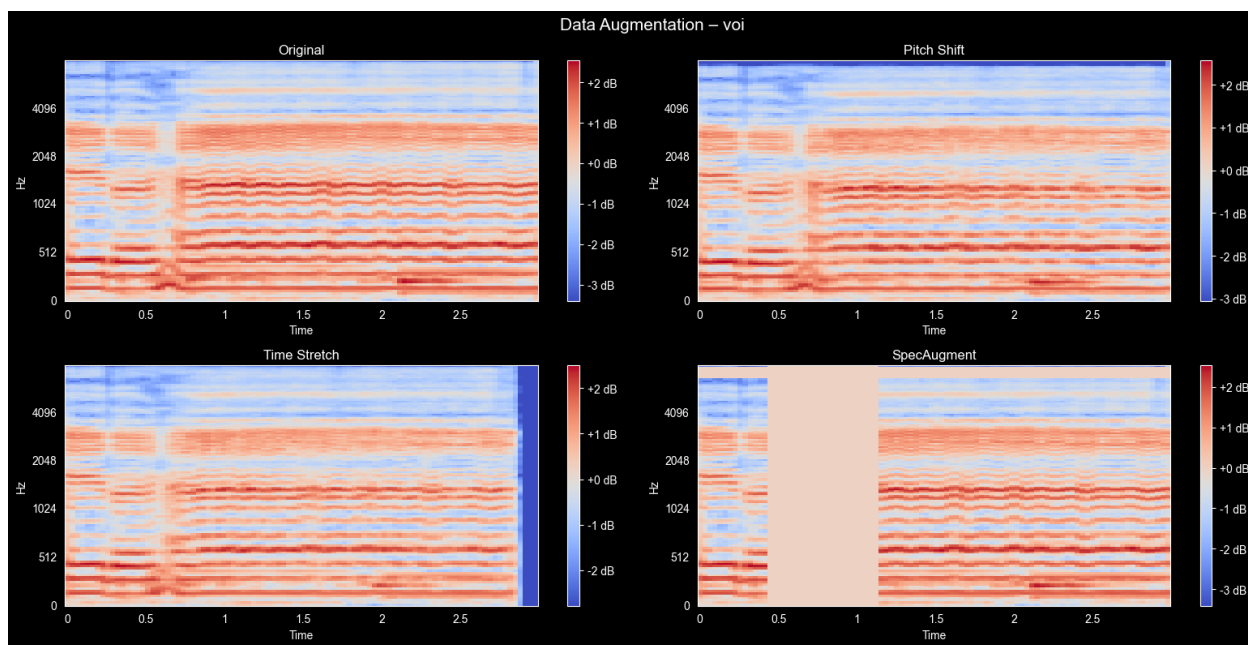 Data Augmentation – voi
Original
4096
2048
1024
512
0
Hz
0
0.5
1
1.5
2
2.5
Time
+2 dB
+1 dB
+0 dB
-1 dB
-2 dB
-3 dB
Pitch Shift
4096
2048
1024
512
0
Hz
0
0.5
1
1.5
2
2.5
Time
+2 dB
+1 dB
+0 dB
-1 dB
-2 dB
-3 dB
Time Stretch
4096
2048
1024
512
0
Hz
0
0.5
1
1.5
2
2.5
Time
+2 dB
+1 dB
+0 dB
-1 dB
-2 dB
SpecAugment
4096
2048
1024
512
0
Hz
0
0.5
1
1.5
2
2.5
Time
+2 dB
+1 dB
+0 dB
-1 dB
-2 dB
-3 dB